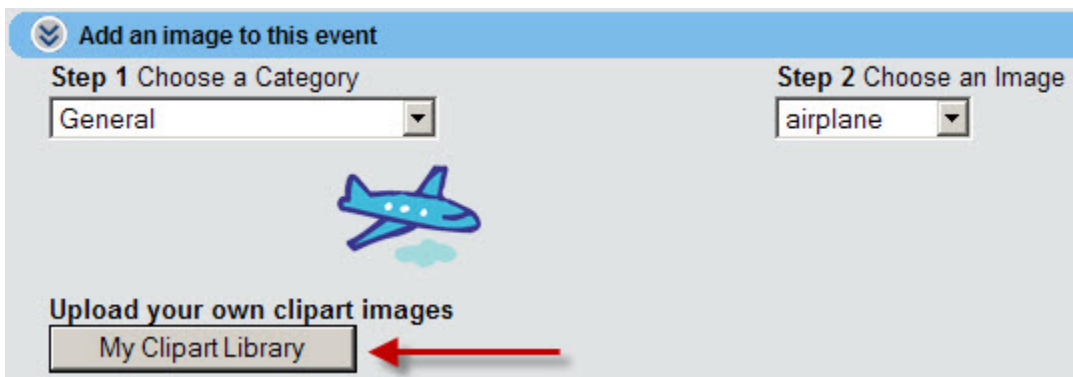 Add an image to this event
Step 1 Choose a Category
Step 2 Choose an Image
General
airplane
Upload your own clipart images
My Clipart Library